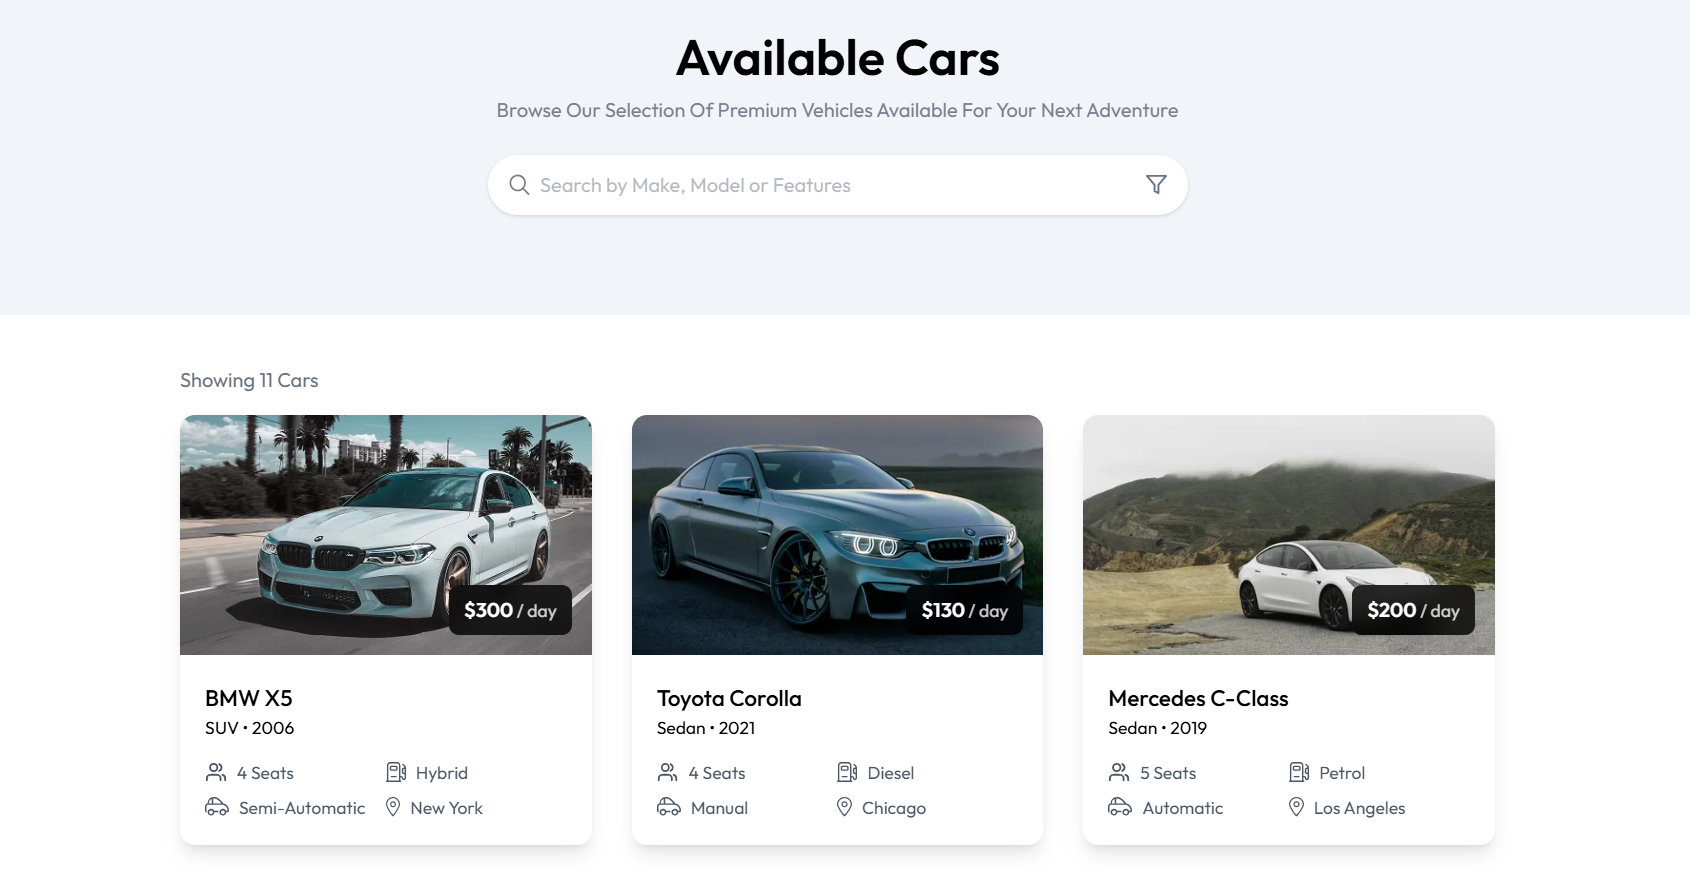 Available Cars
Browse Our Selection Of Premium Vehicles Available For Your Next Adventure
Search by Make, Model or Features
Showing 11 Cars
$300 / day
$130 / day
$200 / day
BMW X5
SUV • 2006
4 Seats
Hybrid
Semi-Automatic
New York
Toyota Corolla
Sedan • 2021
4 Seats
Diesel
Manual
Chicago
Mercedes C-Class
Sedan • 2019
5 Seats
Petrol
Automatic
Los Angeles